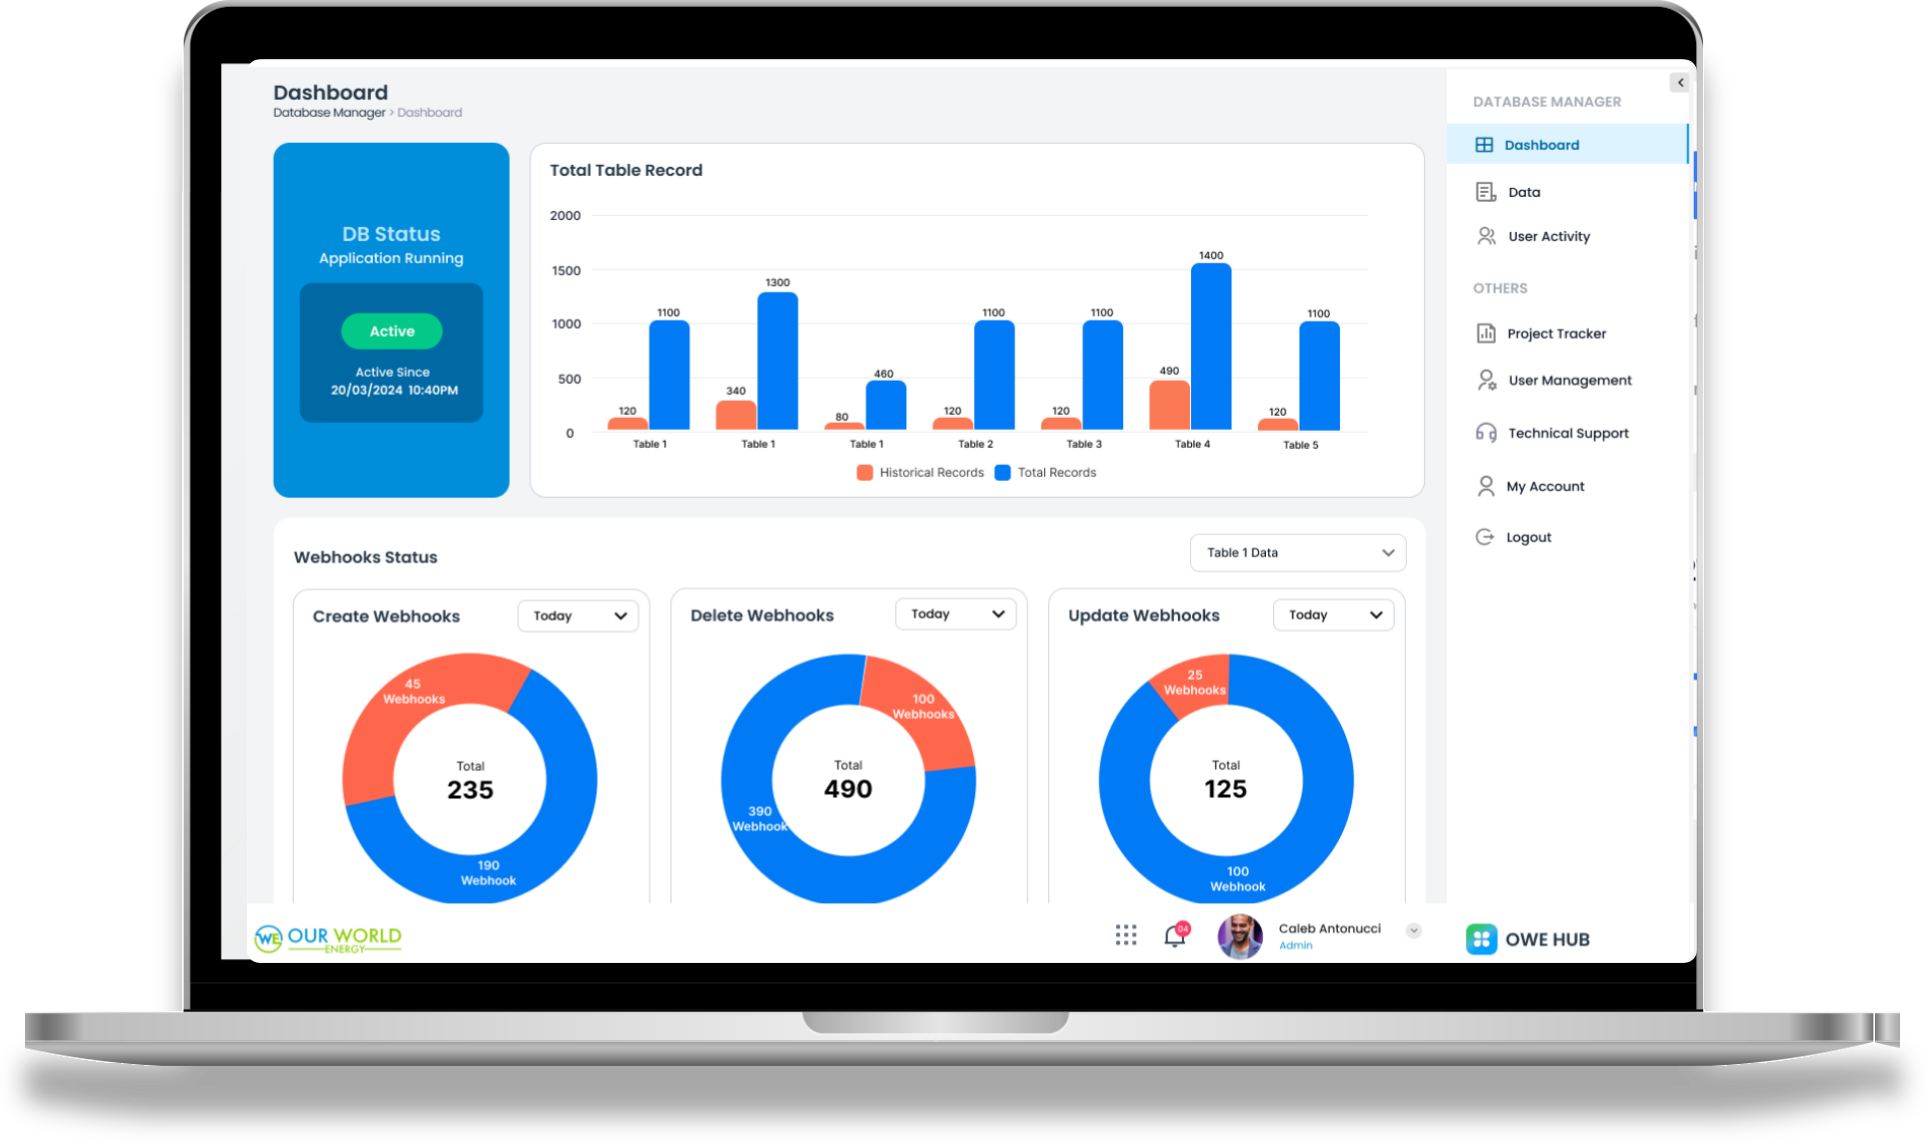 Dashboard
Database Manager > Dashboard
DB Status
Application Running
Active
Active Since
20/03/2024 10:40PM
Total Table Record
2000
1500
1000
500
0
120
1100
340
1300
80
460
120
1100
120
1100
490
1400
120
1100
Table 1
Table 1
Table 1
Table 2
Table 3
Table 4
Table 5
Historical Records
Total Records
Webhooks Status
Table 1 Data
Create Webhooks
Today
45
Webhooks
Total
235
190
Webhook
Delete Webhooks
Today
100
Webhooks
Total
490
390
Webhook
Update Webhooks
Today
25
Webhooks
Total
125
100
Webhook
DATABASE MANAGER
Dashboard
Data
User Activity
OTHERS
Project Tracker
User Management
Technical Support
My Account
Logout
WE OUR WORLD
ENERGY
04
Caleb Antonucci
Admin
OWE HUB